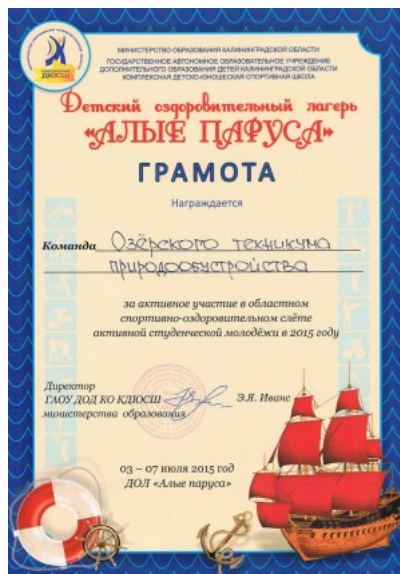 МИНИСТЕРСТВО ОБРАЗОВАНИЯ КАЛИНИНГРАДСКОЙ ОБЛАСТИ
ГОСУДАРСТВЕННОЕ АВТОНОМНОЕ ОБРАЗОВАТЕЛЬНОЕ УЧРЕЖДЕНИЕ
ДОПОЛНИТЕЛЬНОГО ОБРАЗОВАНИЯ ДЕТЕЙ КАЛИНИНГРАДСКОЙ ОБЛАСТИ
КОМПЛЕКСНАЯ ДЕТСКО-ЮНОШЕСКАЯ СПОРТИВНАЯ ШКОЛА
ДЮСШ
Детский оздоровительный лагерь
«АЛЫЕ ПАРУСА»
ГРАМОТА
Награждается
Команда Озёрского техникума
природообустройства
за активное участие в областном
спортивно-оздоровительном слёте
активной студенческой молодёжи в 2015 году
Директор
ГАОУ ДОД КО КДЮСШ Э.Я. Иванс
министерства образования
03 – 07 июля 2015 год
ДОЛ «Алые паруса»